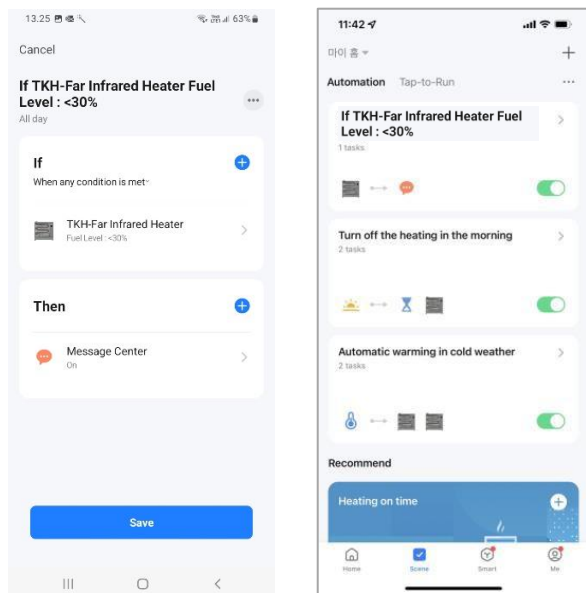 13.25
63%
Cancel
If TKH-Far Infrared Heater Fuel
Level : <30%
All day
If
When any condition is met
TKH-Far Infrared Heater
Fuel Level : <30%
Then
Message Center
On
Save
11:42
마이 홈
Automation Tap-to-Run
If TKH-Far Infrared Heater Fuel
Level : <30%
1 tasks
Turn off the heating in the morning
2 tasks
Automatic warming in cold weather
2 tasks
Recommend
Heating on time
Home Scene Smart Me